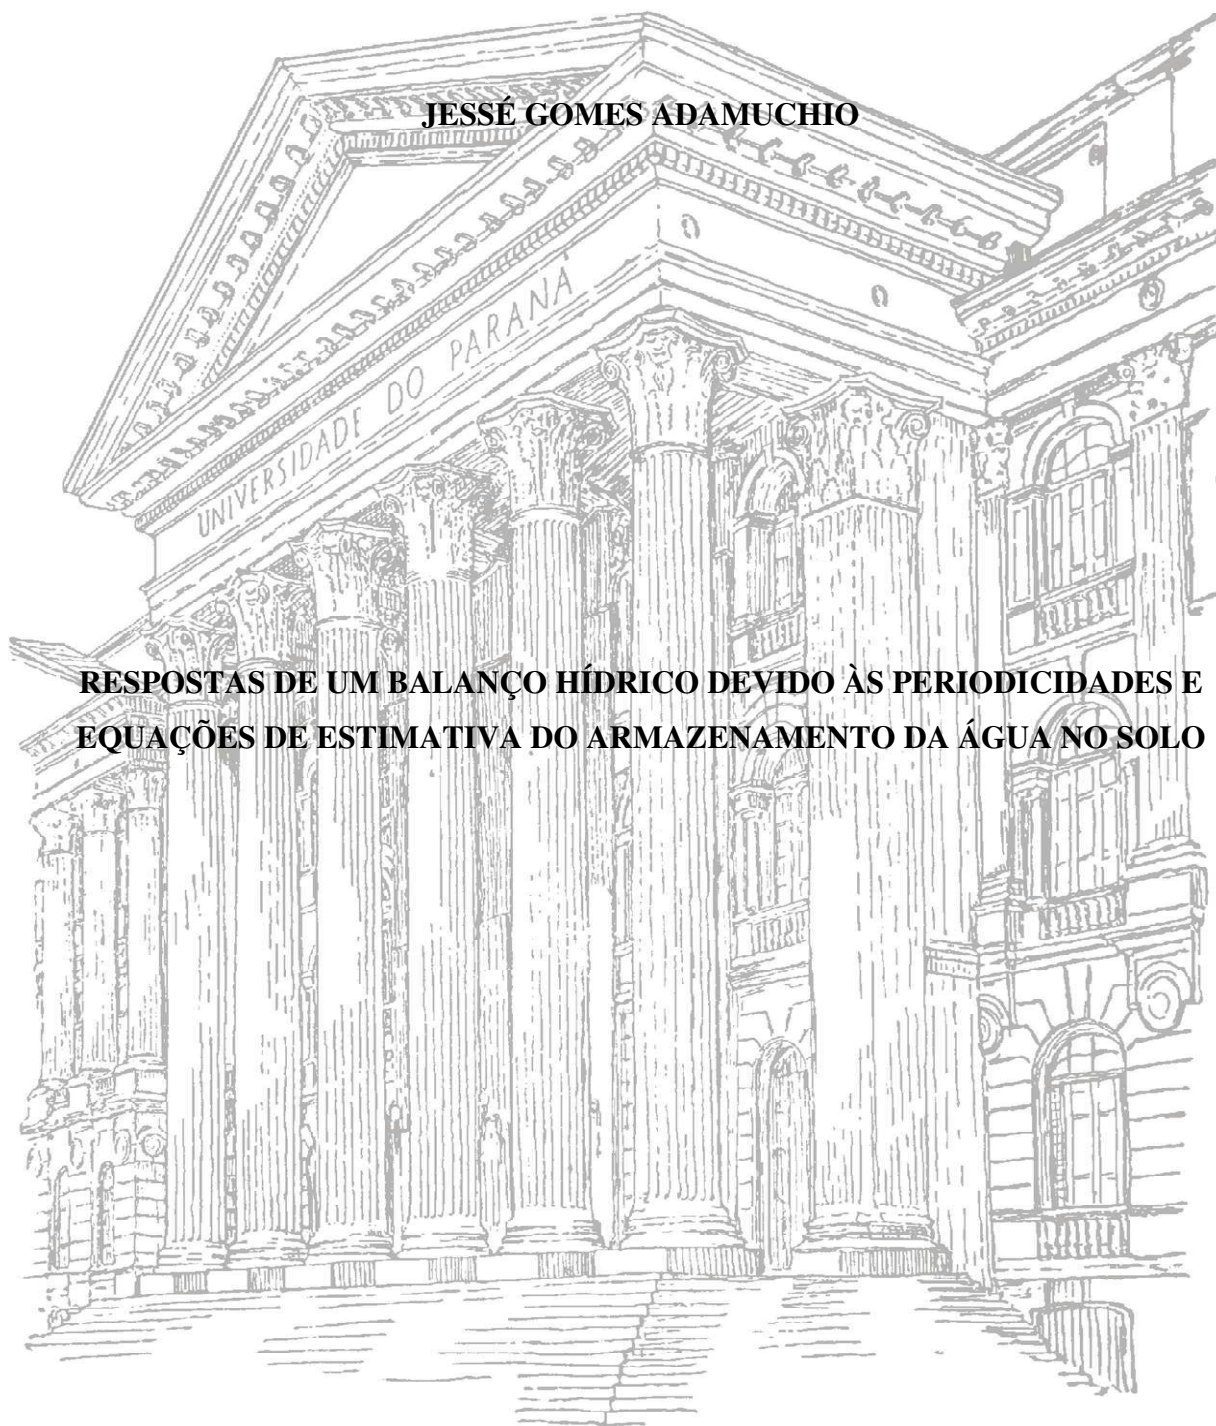 JESSÉ GOMES ADAMUCHIO
UNIVERSIDADE DO PARANÁ
RESPOSTAS DE UM BALANÇO HÍDRICO DEVIDO ÀS PERIODICIDADES E
EQUAÇÕES DE ESTIMATIVA DO ARMAZENAMENTO DA ÁGUA NO SOLO